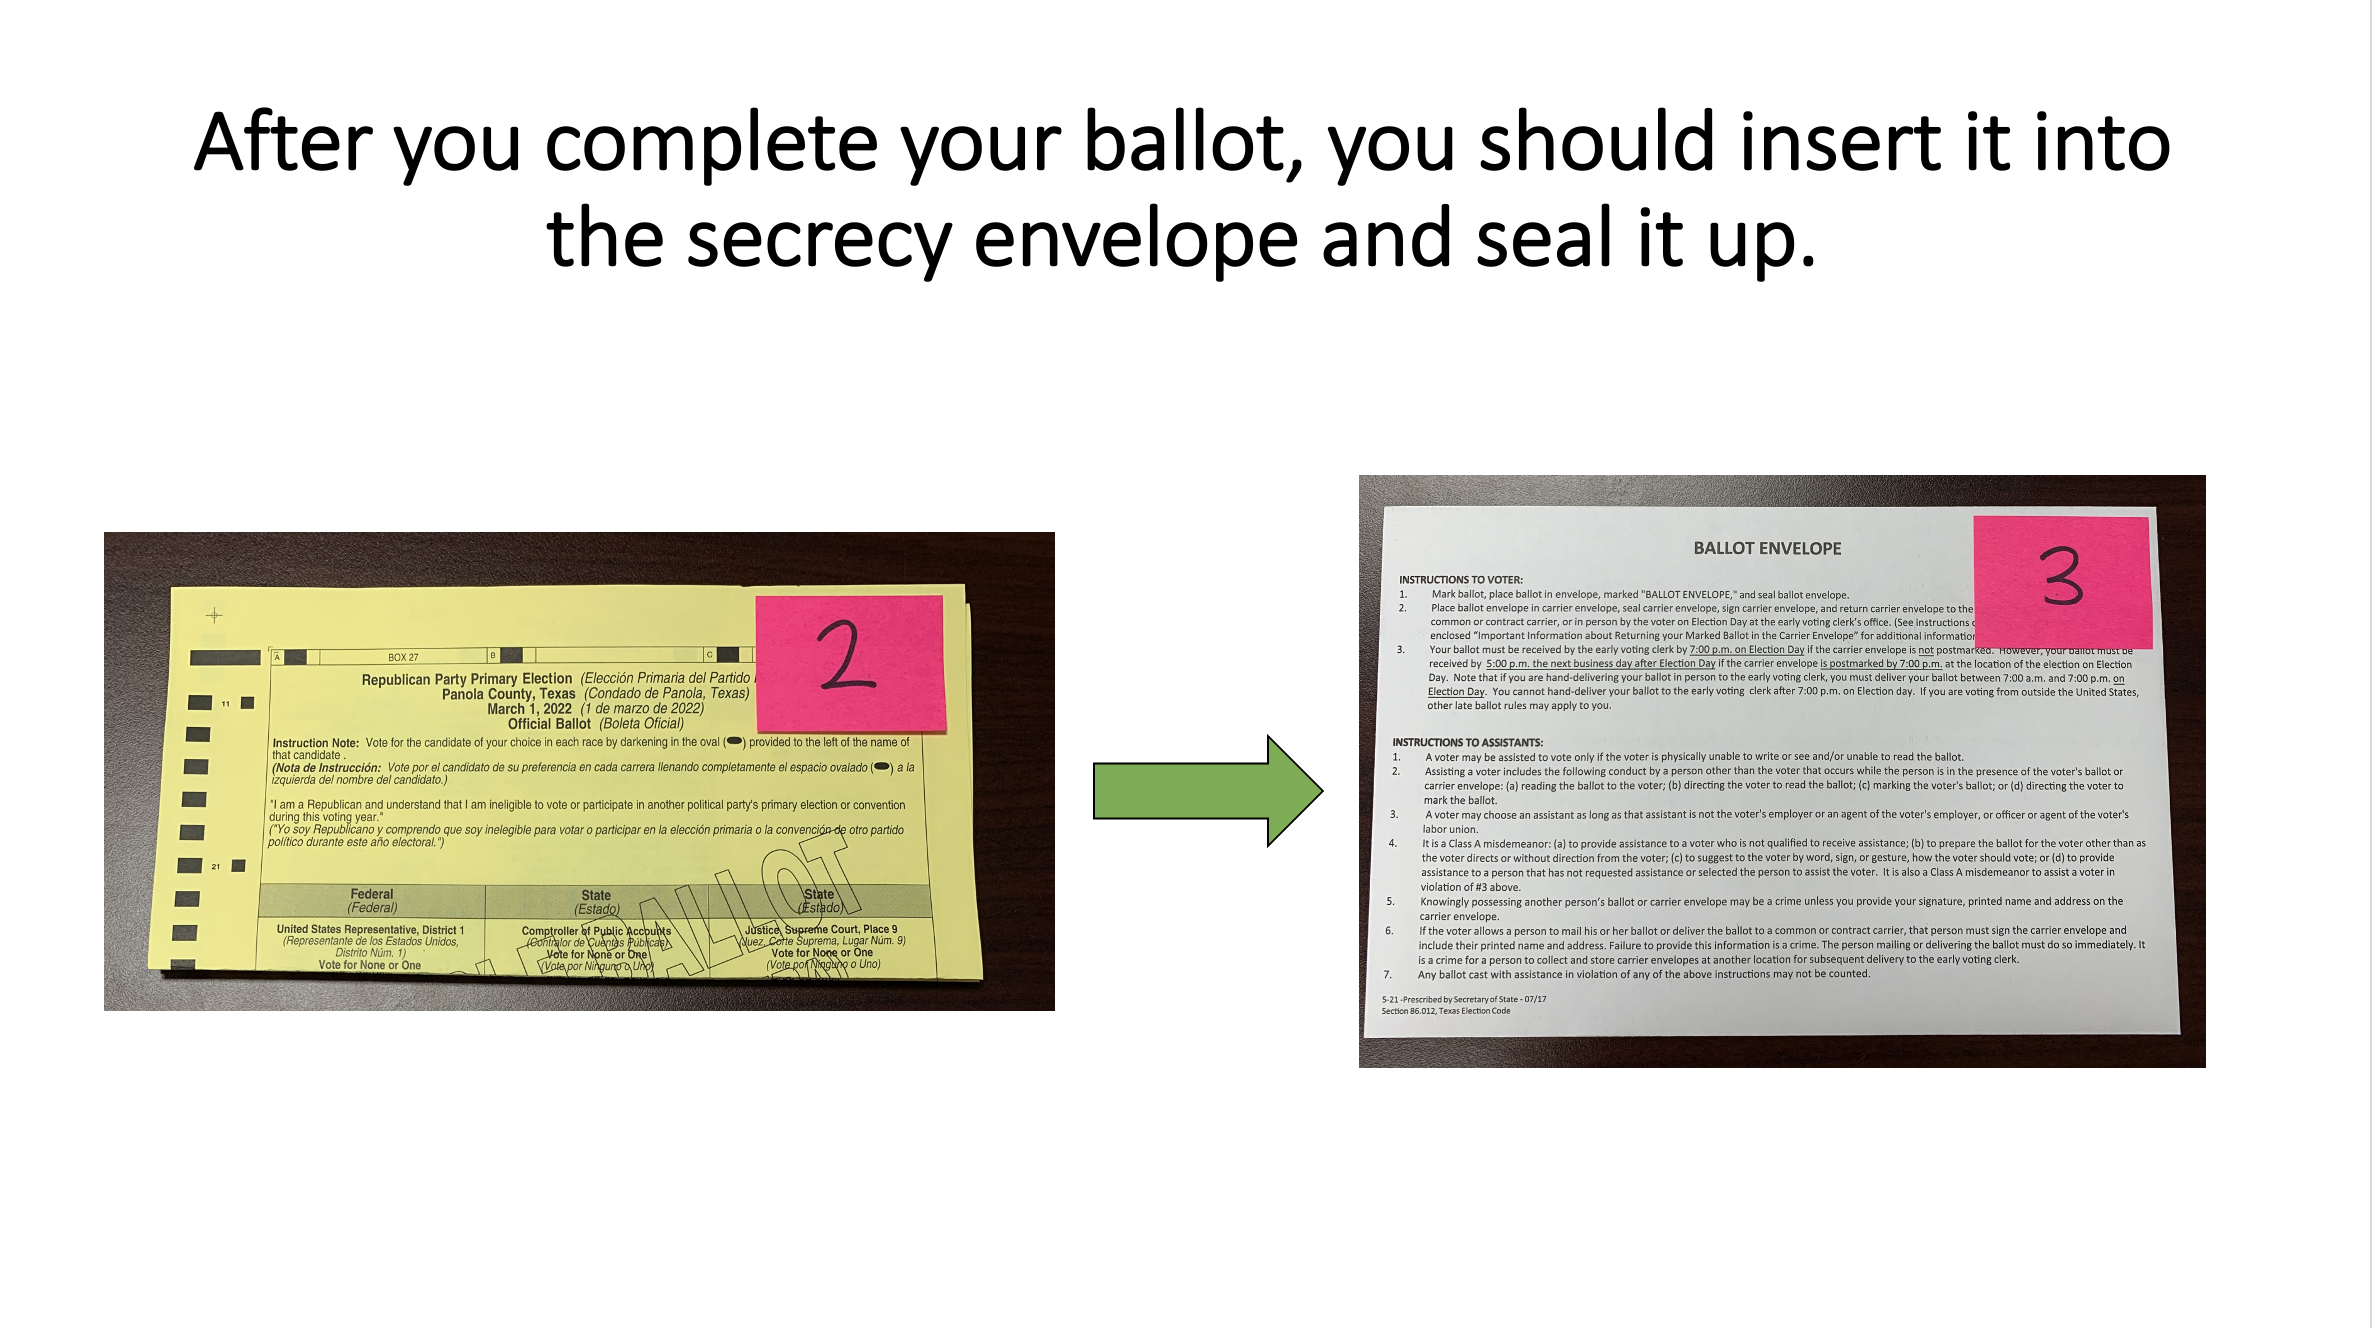 After you complete your ballot, you should insert it into
the secrecy envelope and seal it up.
2
A
BOX 27
B
C
Republican Party Primary Election (Elección Primaria del Partido
Panola County, Texas (Condado de Panola, Texas)
March 1, 2022 (1 de marzo de 2022)
Official Ballot (Boleta Oficial)
11
Instruction Note: Vote for the candidate of your choice in each race by darkening in the oval ( ) provided to the left of the name of
that candidate .
(Nota de Instrucción: Vote por el candidato de su preferencia en cada carrera llenando completamente el espacio ovalado ( ) a la
izquierda del nombre del candidato.)
"I am a Republican and understand that I am ineligible to vote or participate in another political party's primary election or convention
during this voting year."
("Yo soy Republicano y comprendo que soy inelegible para votar o participar en la elección primaria o la convención de otro partido
político durante este año electoral.")
21
Federal
(Federal)
United States Representative, District 1
(Representante de los Estados Unidos,
Distrito Núm. 1)
Vote for None or One
State
(Estado)
Comptroller of Public Accounts
(Contralor de Cuentas Públicas)
Vote for None or One
(Vote por Ninguno o Uno)
State
(Estado)
Justice, Supreme Court, Place 9
(Juez, Corte Suprema, Lugar Núm. 9)
Vote for None or One
(Vote por Ninguno o Uno)
BALLOT
3
BALLOT ENVELOPE
INSTRUCTIONS TO VOTER:
1. Mark ballot, place ballot in envelope, marked "BALLOT ENVELOPE," and seal ballot envelope.
2. Place ballot envelope in carrier envelope, seal carrier envelope, sign carrier envelope, and return carrier envelope to the
common or contract carrier, or in person by the voter on Election Day at the early voting clerk's office. (See instructions
enclosed "Important Information about Returning your Marked Ballot in the Carrier Envelope" for additional information
3. Your ballot must be received by the early voting clerk by 7:00 p.m. on Election Day if the carrier envelope is not postmarked. However, your ballot must be
received by 5:00 p.m. the next business day after Election Day if the carrier envelope is postmarked by 7:00 p.m. at the location of the election on Election
Day. Note that if you are hand-delivering your ballot in person to the early voting clerk, you must deliver your ballot between 7:00 a.m. and 7:00 p.m. on
Election Day. You cannot hand-deliver your ballot to the early voting clerk after 7:00 p.m. on Election day. If you are voting from outside the United States,
other late ballot rules may apply to you.
INSTRUCTIONS TO ASSISTANTS:
1. A voter may be assisted to vote only if the voter is physically unable to write or see and/or unable to read the ballot.
2. Assisting a voter includes the following conduct by a person other than the voter that occurs while the person is in the presence of the voter's ballot or
carrier envelope: (a) reading the ballot to the voter; (b) directing the voter to read the ballot; (c) marking the voter's ballot; or (d) directing the voter to
mark the ballot.
3. A voter may choose an assistant as long as that assistant is not the voter's employer or an agent of the voter's employer, or officer or agent of the voter's
labor union.
4. It is a Class A misdemeanor: (a) to provide assistance to a voter who is not qualified to receive assistance; (b) to prepare the ballot for the voter other than as
the voter directs or without direction from the voter; (c) to suggest to the voter by word, sign, or gesture, how the voter should vote; or (d) to provide
assistance to a person that has not requested assistance or selected the person to assist the voter. It is also a Class A misdemeanor to assist a voter in
violation of #3 above.
5. Knowingly possessing another person's ballot or carrier envelope may be a crime unless you provide your signature, printed name and address on the
carrier envelope.
6. If the voter allows a person to mail his or her ballot or deliver the ballot to a common or contract carrier, that person must sign the carrier envelope and
include their printed name and address. Failure to provide this information is a crime. The person mailing or delivering the ballot must do so immediately. It
is a crime for a person to collect and store carrier envelopes at another location for subsequent delivery to the early voting clerk.
7. Any ballot cast with assistance in violation of any of the above instructions may not be counted.
5-21 -Prescribed by Secretary of State - 07/17
Section 86.012, Texas Election Code